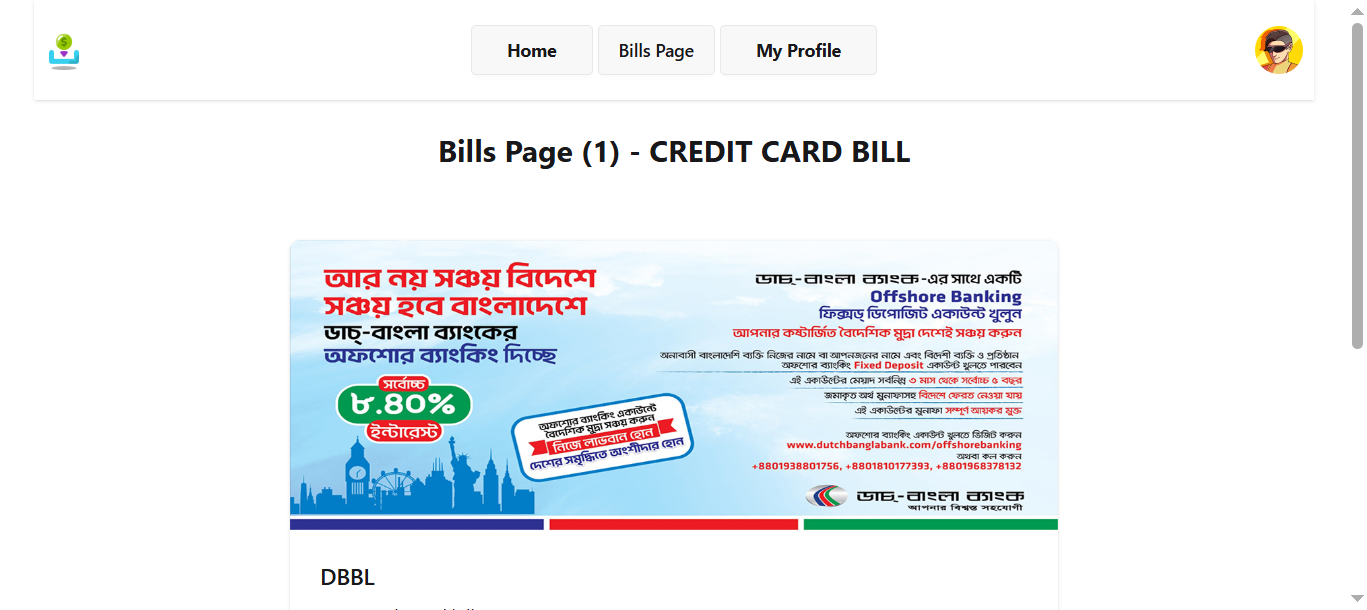 Home
Bills Page
My Profile
Bills Page (1) - CREDIT CARD BILL
আর নয় সঞ্চয় বিদেশে
সঞ্চয় হবে বাংলাদেশে
ডাচ্-বাংলা ব্যাংকের
অফশোর ব্যাংকিং দিচ্ছে
সর্বোচ্চ
৮.৪০%
ইন্টারেস্ট
অফশোর ব্যাংকিং একাউন্টে
বৈদেশিক মুদ্রা সঞ্চয় করুন
নিজে লাভবান হোন
দেশের সমৃদ্ধিতে অংশীদার হোন
ডাচ্-বাংলা ব্যাংক-এর সাথে একটি
Offshore Banking
ফিক্সড্ ডিপোজিট একাউন্ট খুলুন
আপনার কষ্টার্জিত বৈদেশিক মুদ্রা দেশেই সঞ্চয় করুন
অনাবাসী বাংলাদেশি ব্যক্তি নিজের নামে বা আপনজনের নামে এবং বিদেশী ব্যক্তি ও প্রতিষ্ঠান
অফশোর ব্যাংকিং Fixed Deposit একাউন্ট খুলতে পারবেন
এই একাউন্টের মেয়াদ সর্বনিম্ন ৩ মাস থেকে সর্বোচ্চ ৫ বছর
জমাকৃত অর্থ মুনাফাসহ বিদেশে ফেরত নেওয়া যায়
এই একাউন্টের মুনাফা সম্পূর্ণ আয়কর মুক্ত
অফশোর ব্যাংকিং একাউন্ট খুলতে ভিজিট করুন
www.dutchbanglabank.com/offshorebanking
অথবা কল করুন
+8801938801756, +8801810177393, +8801968378132
ডাচ্-বাংলা ব্যাংক
আপনার বিশ্বস্ত সহযোগী
DBBL